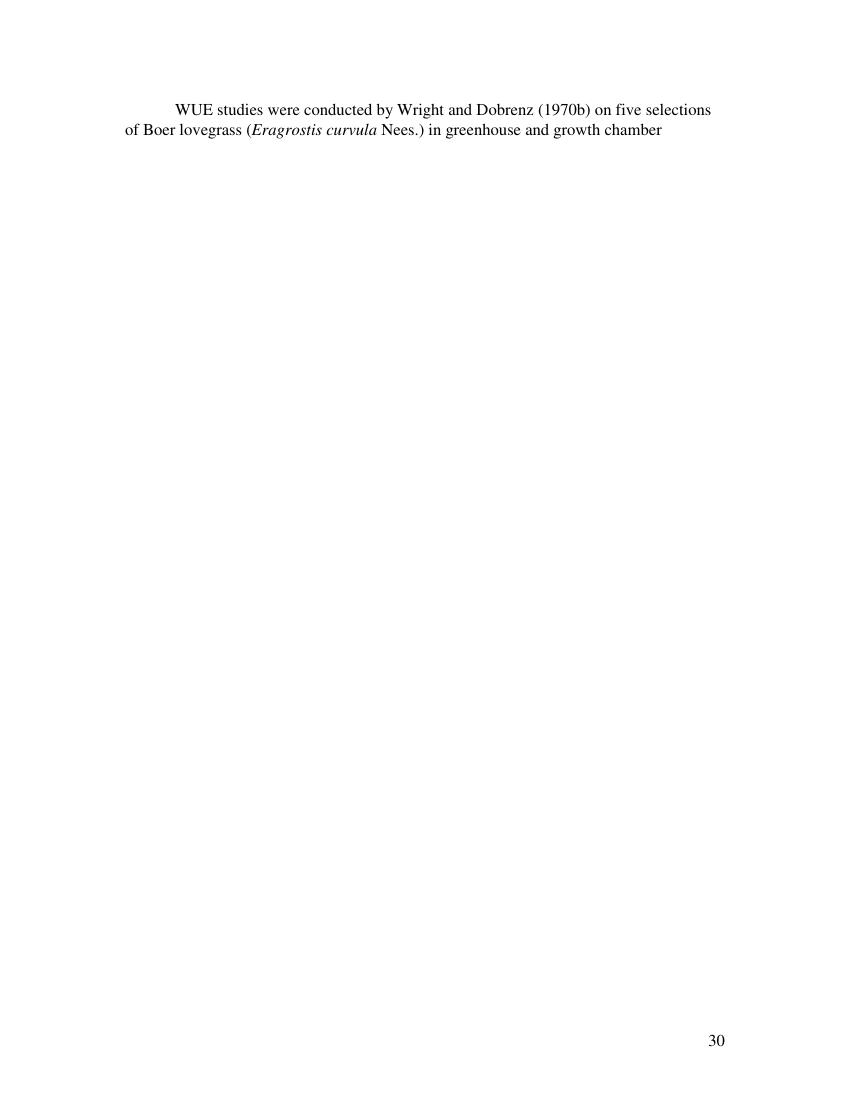 WUE studies were conducted by Wright and Dobrenz (1970b) on five selections
of Boer lovegrass (Eragrostis curvula Nees.) in greenhouse and growth chamber
30